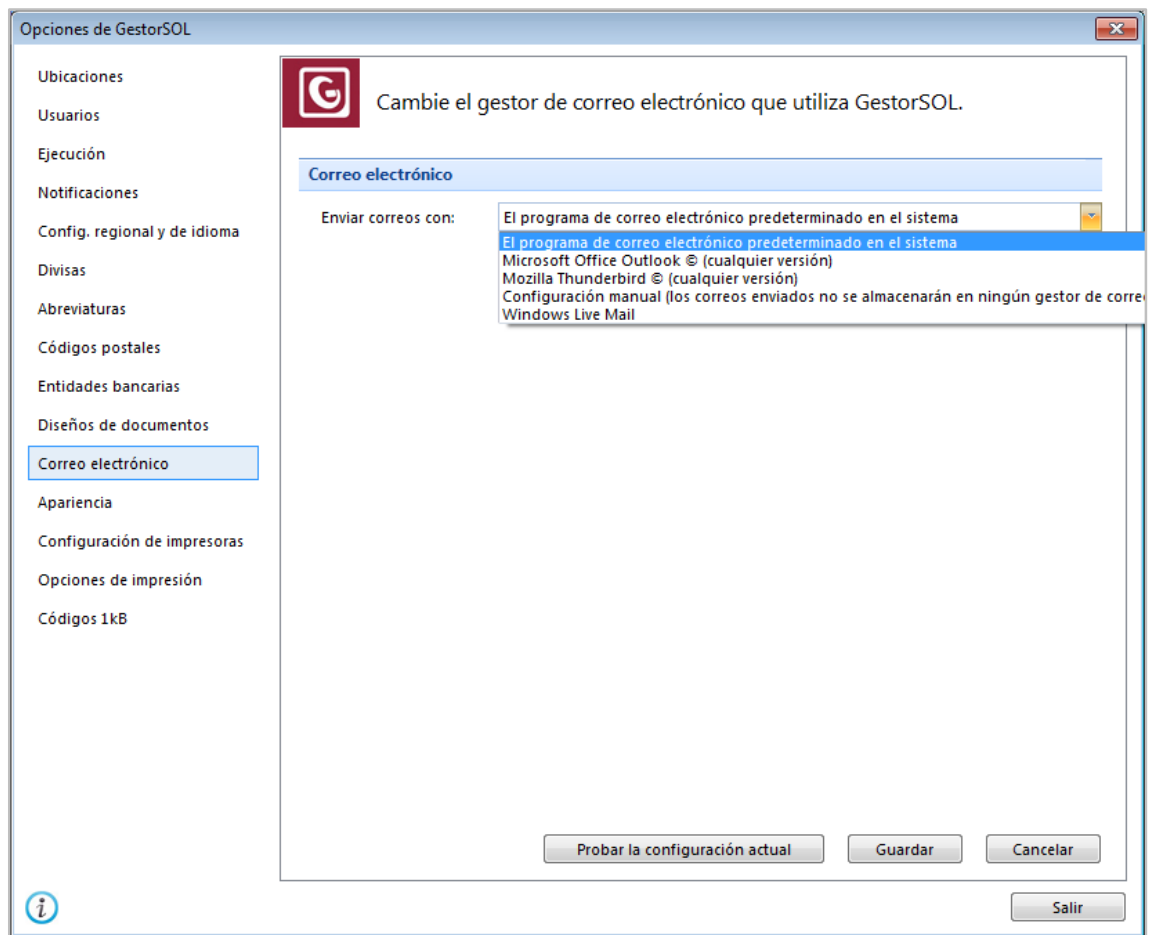 Opciones de GestorSOL
Ubicaciones
Usuarios
Ejecución
Notificaciones
Config. regional y de idioma
Divisas
Abreviaturas
Códigos postales
Entidades bancarias
Diseños de documentos
Correo electrónico
Apariencia
Configuración de impresoras
Opciones de impresión
Códigos 1kB
G
Cambie el gestor de correo electrónico que utiliza GestorSOL.
Correo electrónico
Enviar correos con: El programa de correo electrónico predeterminado en el sistema
El programa de correo electrónico predeterminado en el sistema
Microsoft Office Outlook © (cualquier versión)
Mozilla Thunderbird © (cualquier versión)
Configuración manual (los correos enviados no se almacenarán en ningún gestor de corre
Windows Live Mail
Probar la configuración actual Guardar Cancelar
i Salir